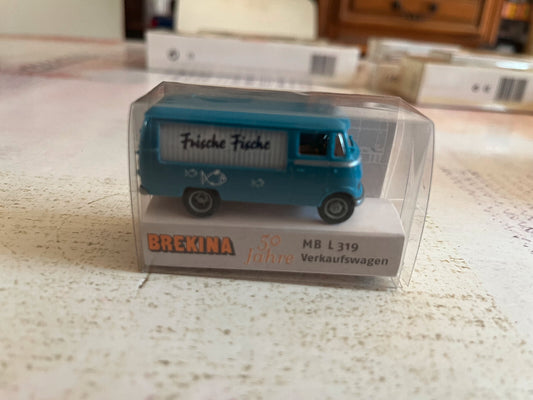 Frische Fische
BREKINA
50 Jahre
MB L 319
Verkaufswagen